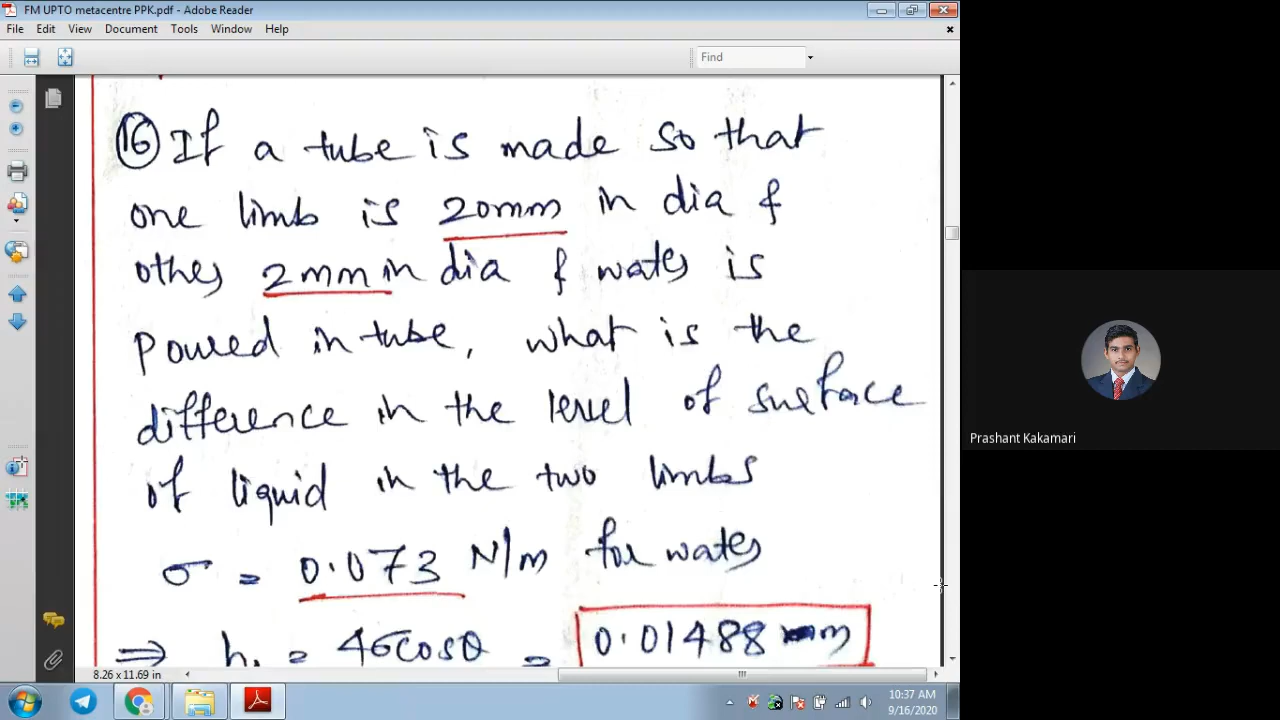 FM UPTO metacentre PPK.pdf - Adobe Reader
File Edit View Document Tools Window Help
Find
(16) If a tube is made so that
one limb is 20mm in dia &
other 2mm in dia & water is
poured in tube, what is the
difference in the level of surface
of liquid in the two limbs
σ = 0.073 N/m for water
⇒ h₁ = 4σcosθ = 0.01488 m
8.26 x 11.69 in
Prashant Kakamari
10:37 AM
9/16/2020